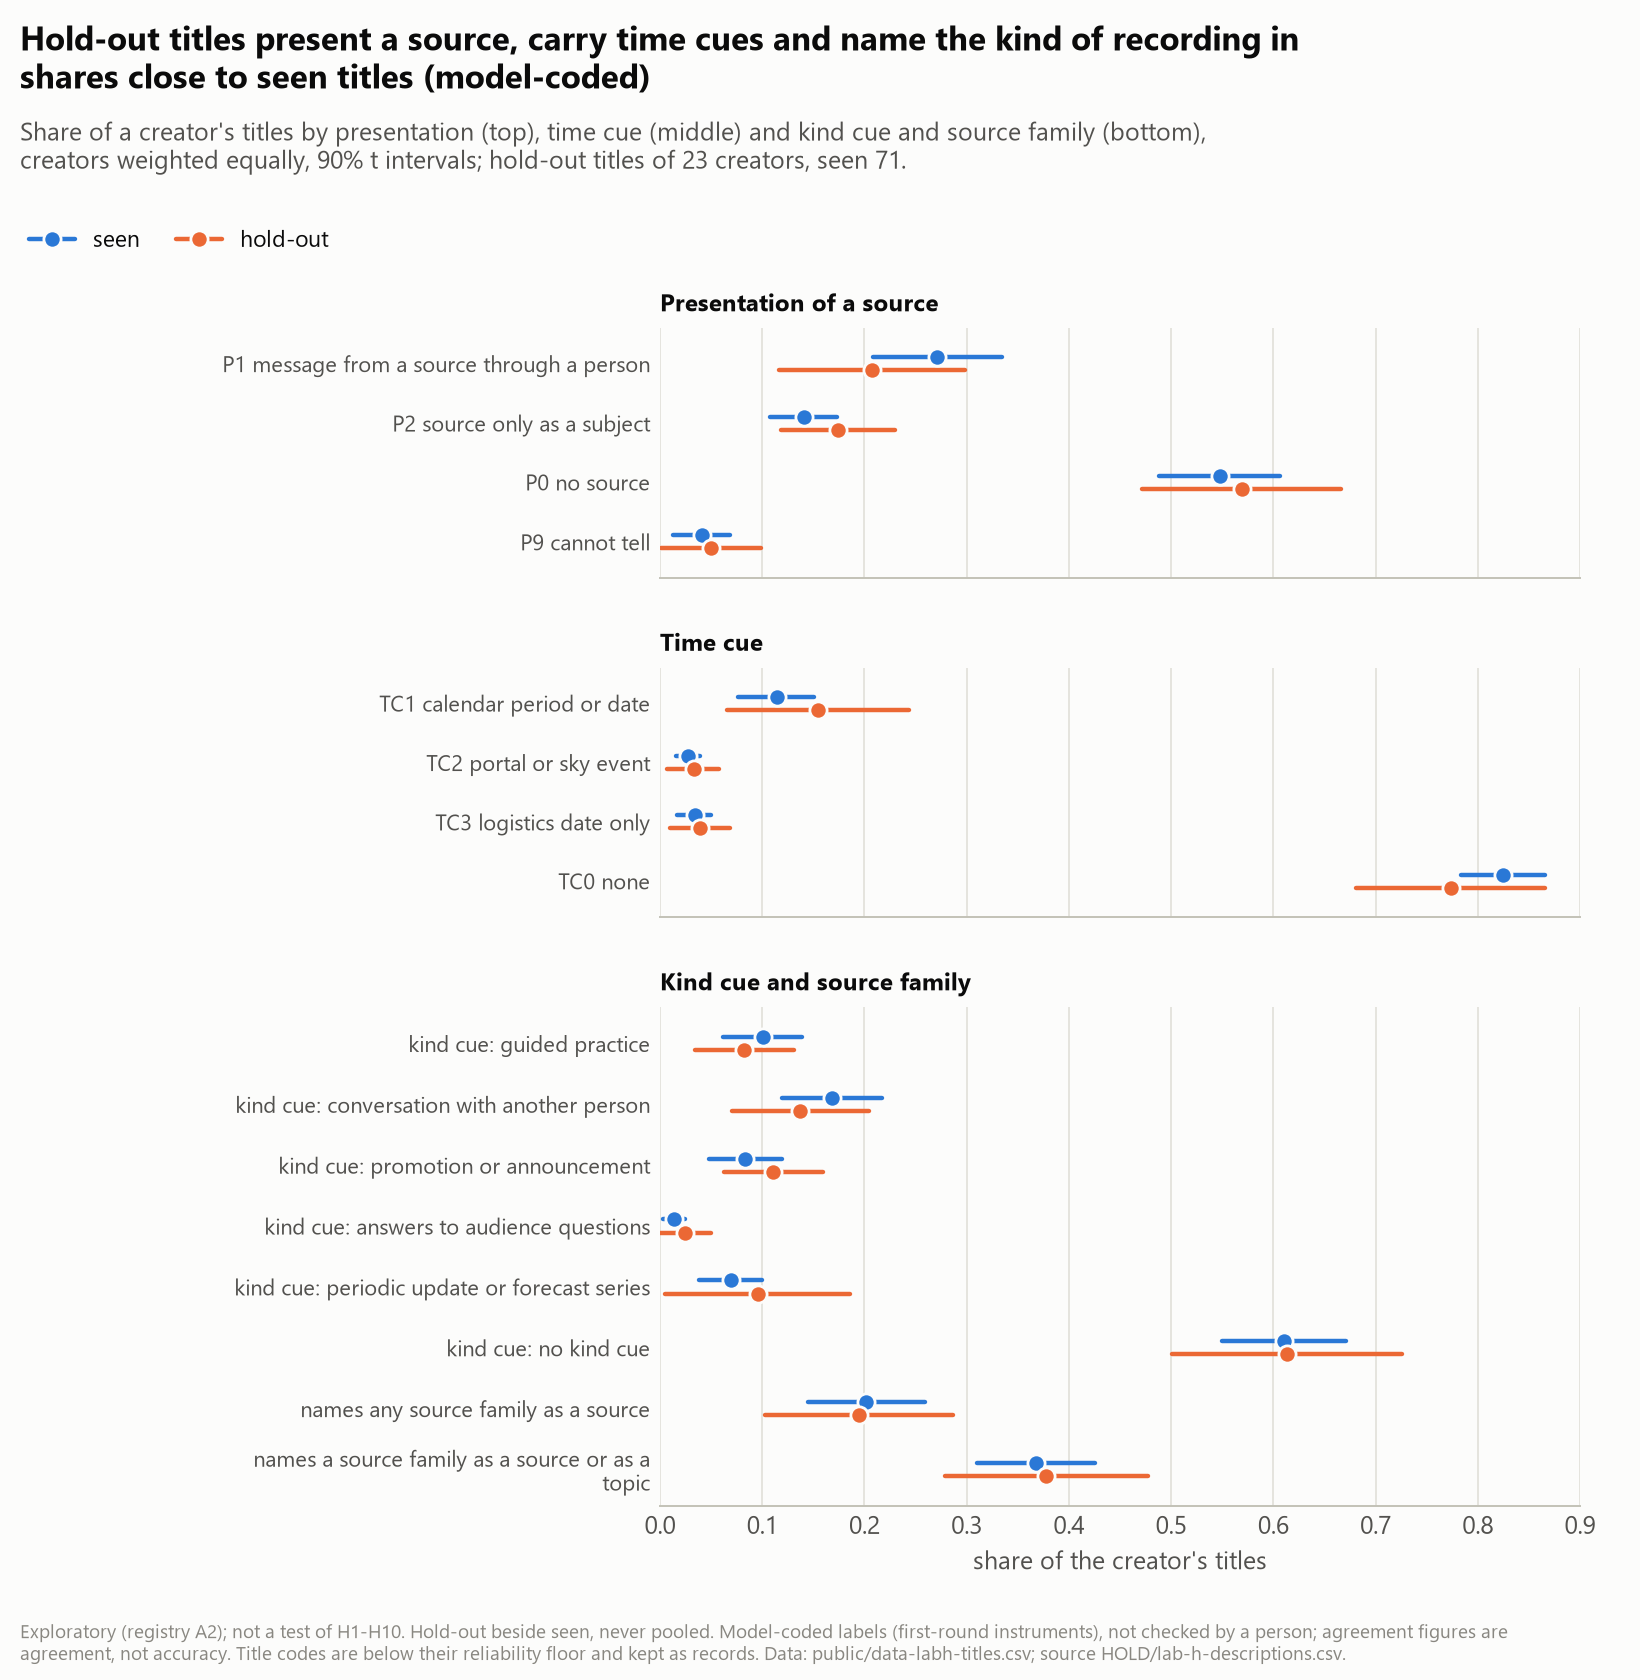 Hold-out titles present a source, carry time cues and name the kind of recording in
shares close to seen titles (model-coded)
Share of a creator's titles by presentation (top), time cue (middle) and kind cue and source family (bottom),
creators weighted equally, 90% t intervals; hold-out titles of 23 creators, seen 71.
seen
hold-out
Presentation of a source
P1 message from a source through a person
P2 source only as a subject
P0 no source
P9 cannot tell
Time cue
TC1 calendar period or date
TC2 portal or sky event
TC3 logistics date only
TC0 none
Kind cue and source family
kind cue: guided practice
kind cue: conversation with another person
kind cue: promotion or announcement
kind cue: answers to audience questions
kind cue: periodic update or forecast series
kind cue: no kind cue
names any source family as a source
names a source family as a source or as a
topic
0.0 0.1 0.2 0.3 0.4 0.5 0.6 0.7 0.8 0.9
share of the creator's titles
Exploratory (registry A2); not a test of H1-H10. Hold-out beside seen, never pooled. Model-coded labels (first-round instruments), not checked by a person; agreement figures are
agreement, not accuracy. Title codes are below their reliability floor and kept as records. Data: public/data-labh-titles.csv; source HOLD/lab-h-descriptions.csv.